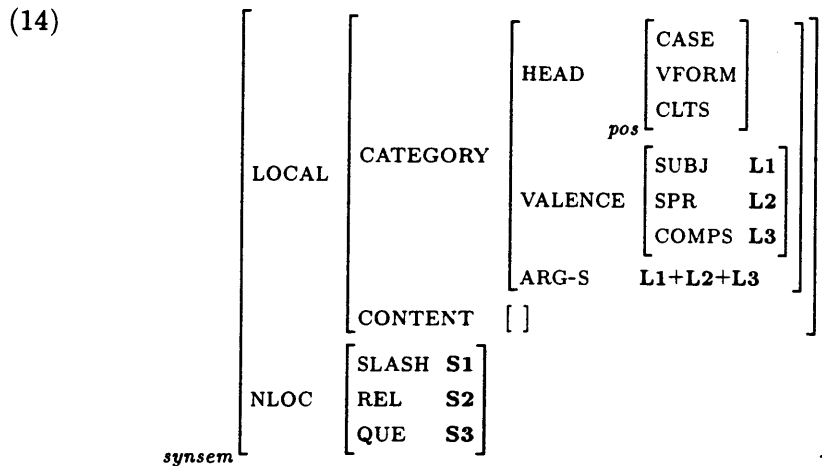 (14)
CASE
HEAD VFORM
CLTS
pos
CATEGORY
LOCAL
SUBJ L1
VALENCE SPR L2
COMPS L3
ARG-S L1+L2+L3
CONTENT [ ]
SLASH S1
NLOC REL S2
QUE S3
synsem
.